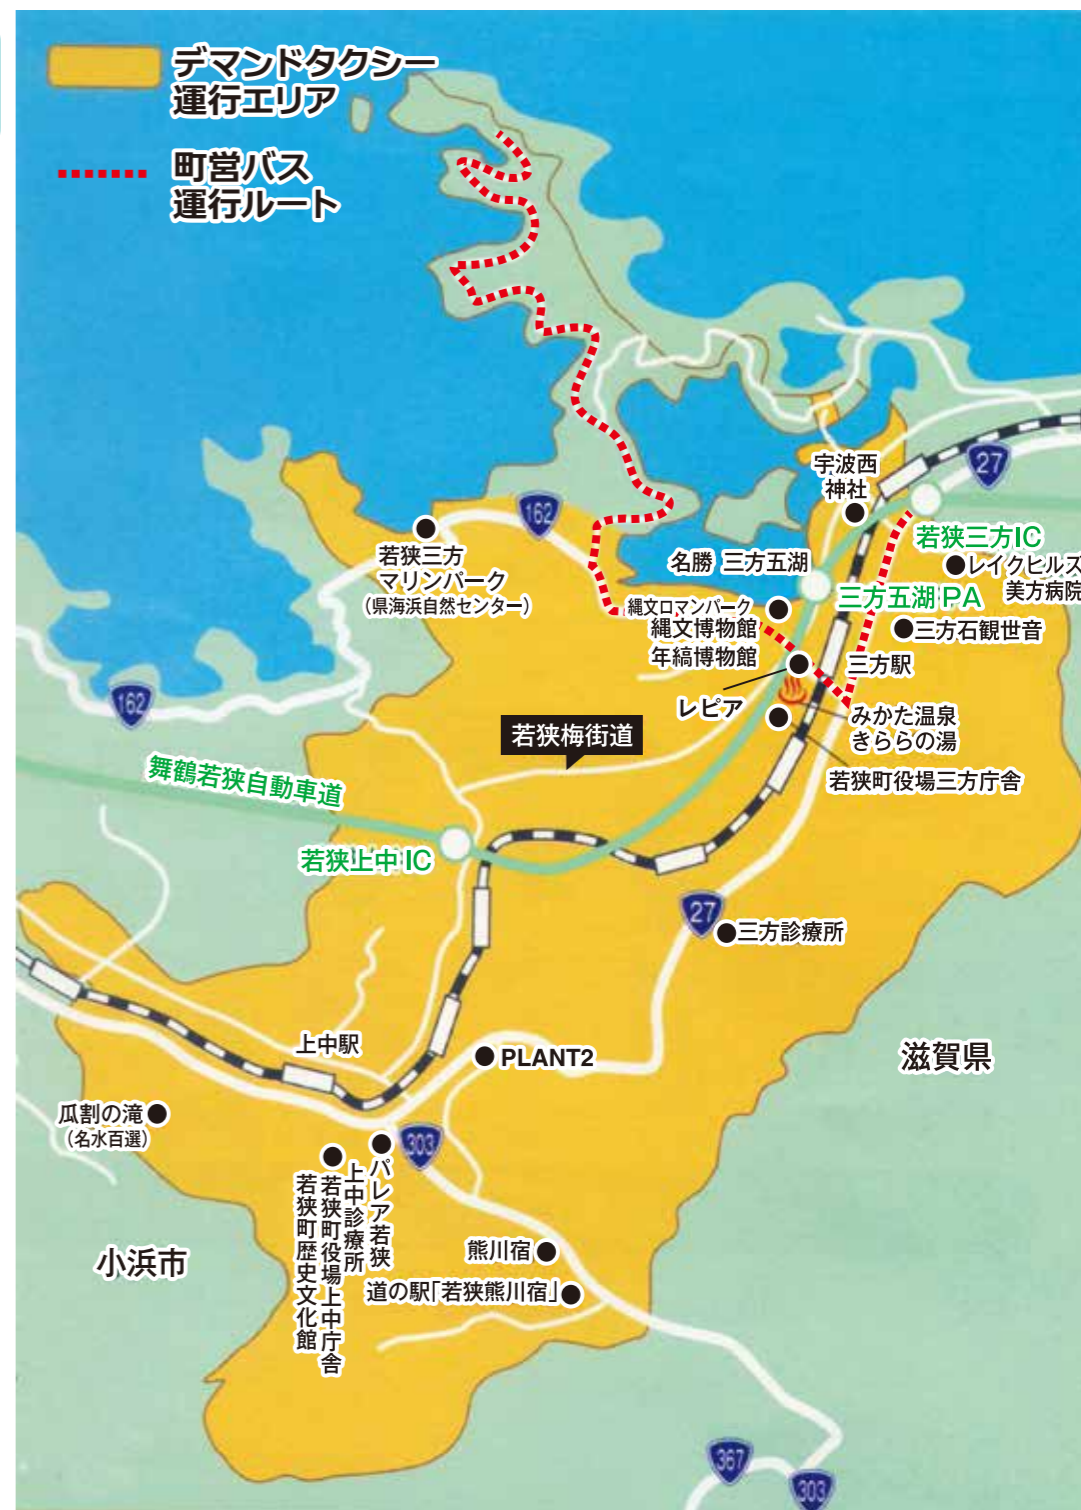 デマンドタクシー
運行エリア
町営バス
運行ルート
宇波西
神社
27
162
若狭三方IC
若狭三方
マリンパーク
（県海浜自然センター）
名勝 三方五湖
レイクヒルズ
美方病院
三方五湖PA
縄文ロマンパーク
縄文博物館
三方石観世音
年縞博物館
三方駅
レピア
162
みかた温泉
きららの湯
若狭梅街道
舞鶴若狭自動車道
若狭町役場三方庁舎
若狭上中IC
27
三方診療所
上中駅
PLANT2
滋賀県
瓜割の滝
（名水百選）
303
パレア若狭
上中診療所
若狭町役場上中庁舎
若狭町歴史文化館
小浜市
熊川宿
道の駅「若狭熊川宿」
367
303